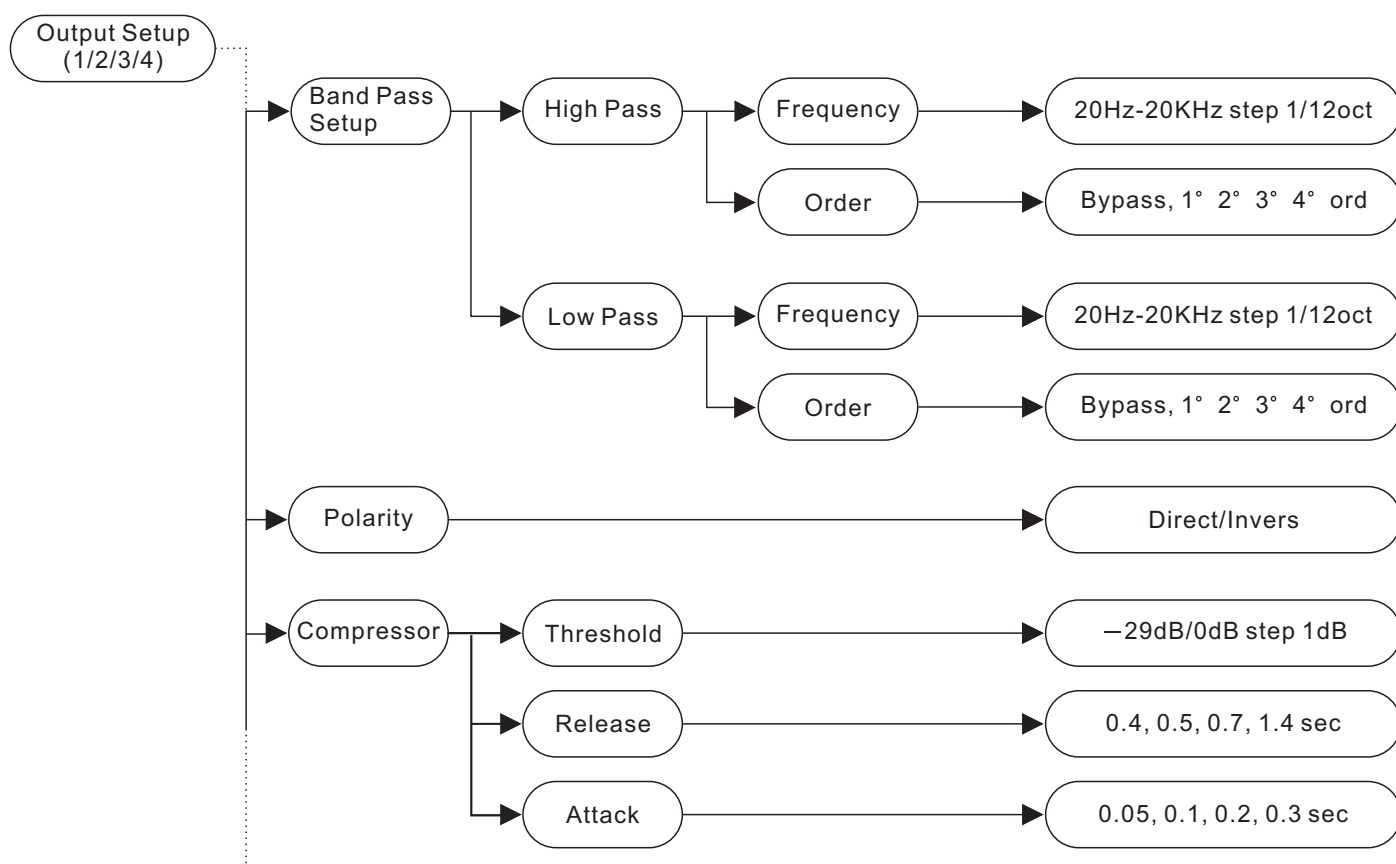 Output Setup
(1/2/3/4)
Band Pass
Setup
High Pass
Frequency
20Hz-20KHz step 1/12oct
Order
Bypass, 1° 2° 3° 4° ord
Low Pass
Frequency
20Hz-20KHz step 1/12oct
Order
Bypass, 1° 2° 3° 4° ord
Polarity
Direct/Invers
Compressor
Threshold
—29dB/0dB step 1dB
Release
0.4, 0.5, 0.7, 1.4 sec
Attack
0.05, 0.1, 0.2, 0.3 sec